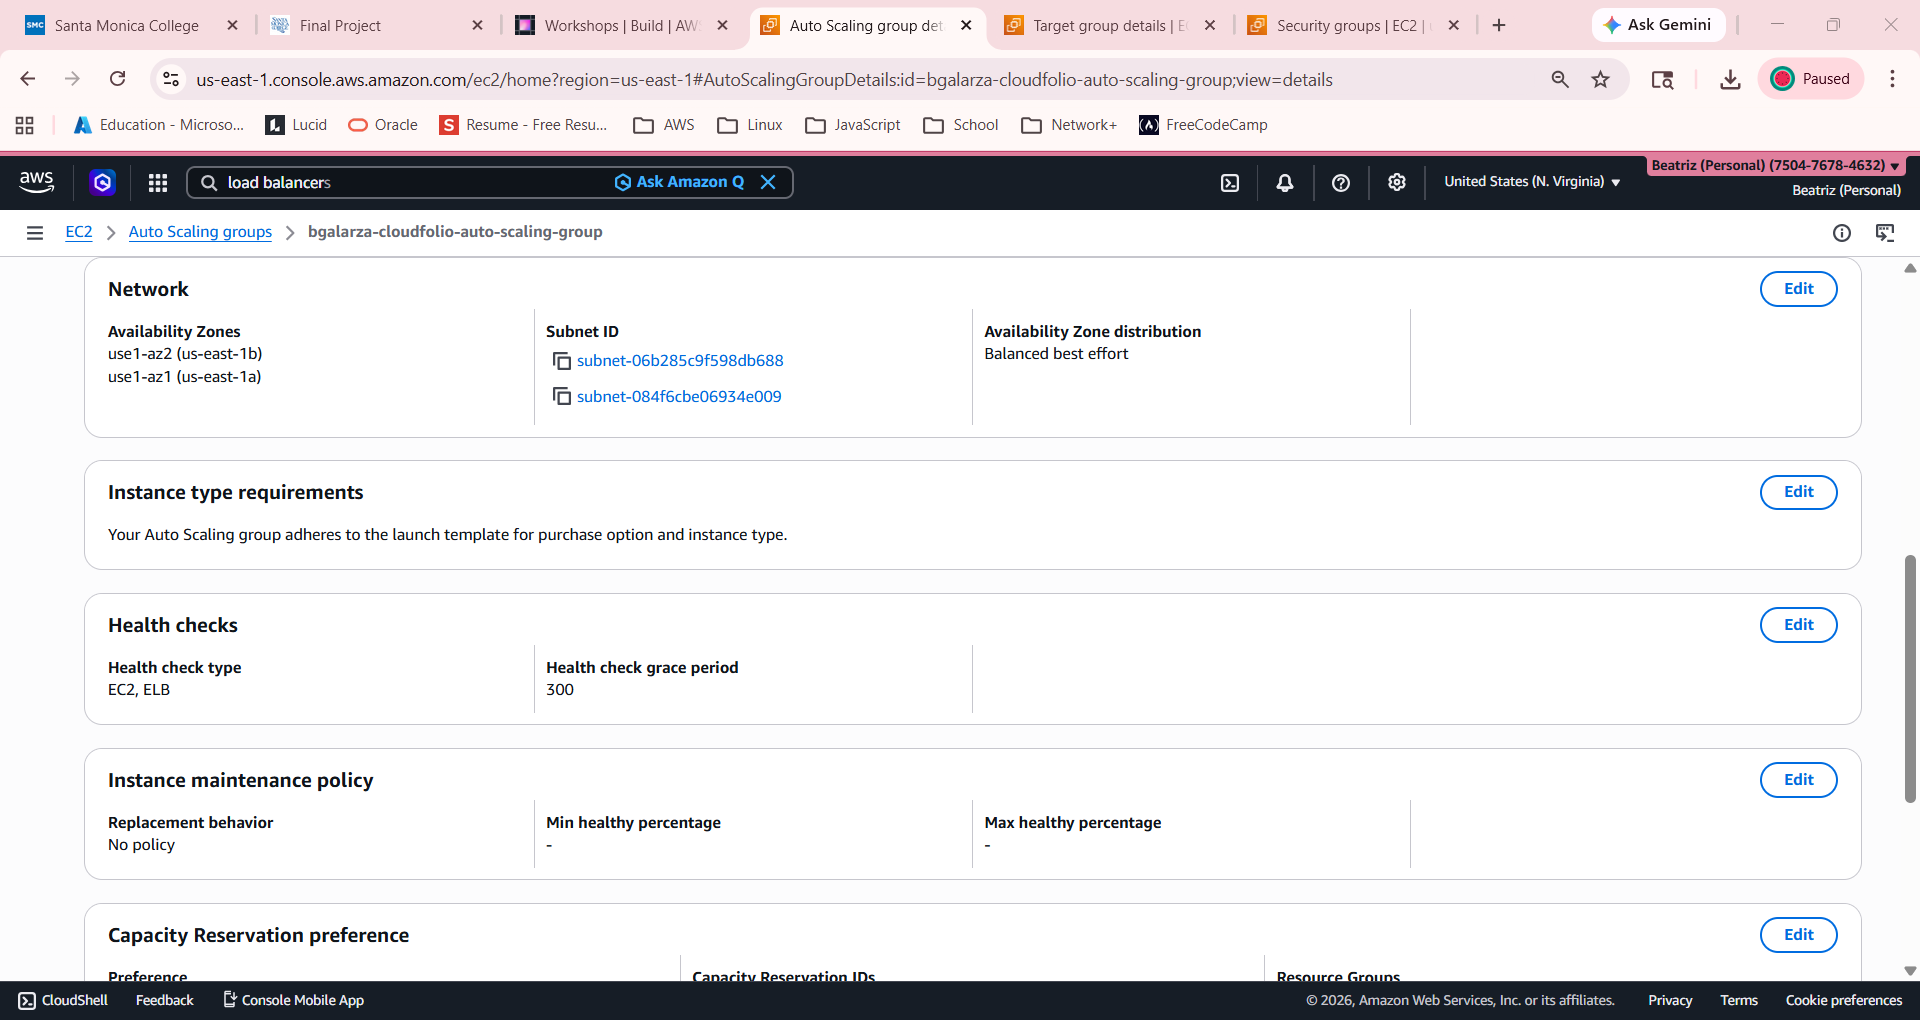 SMC Santa Monica College
Final Project
Workshops | Build | AW
Auto Scaling group det
Target group details | E
Security groups | EC2 |
Ask Gemini
us-east-1.console.aws.amazon.com/ec2/home?region=us-east-1#AutoScalingGroupDetails:id=bgalarza-cloudfolio-auto-scaling-group;view=details
Paused
Education - Microso...
Lucid
Oracle
Resume - Free Resu...
AWS
Linux
JavaScript
School
Network+
FreeCodeCamp
aws
load balancers
Ask Amazon Q
United States (N. Virginia)
Beatriz (Personal) (7504-7678-4632)
Beatriz (Personal)
EC2
Auto Scaling groups
bgalarza-cloudfolio-auto-scaling-group
Network
Edit
Availability Zones
use1-az2 (us-east-1b)
use1-az1 (us-east-1a)
Subnet ID
subnet-06b285c9f598db688
subnet-084f6cbe06934e009
Availability Zone distribution
Balanced best effort
Instance type requirements
Edit
Your Auto Scaling group adheres to the launch template for purchase option and instance type.
Health checks
Edit
Health check type
EC2, ELB
Health check grace period
300
Instance maintenance policy
Edit
Replacement behavior
No policy
Min healthy percentage
-
Max healthy percentage
-
Capacity Reservation preference
Edit
Preference
Capacity Reservation IDs
Resource Groups
CloudShell
Feedback
Console Mobile App
© 2026, Amazon Web Services, Inc. or its affiliates.
Privacy
Terms
Cookie preferences